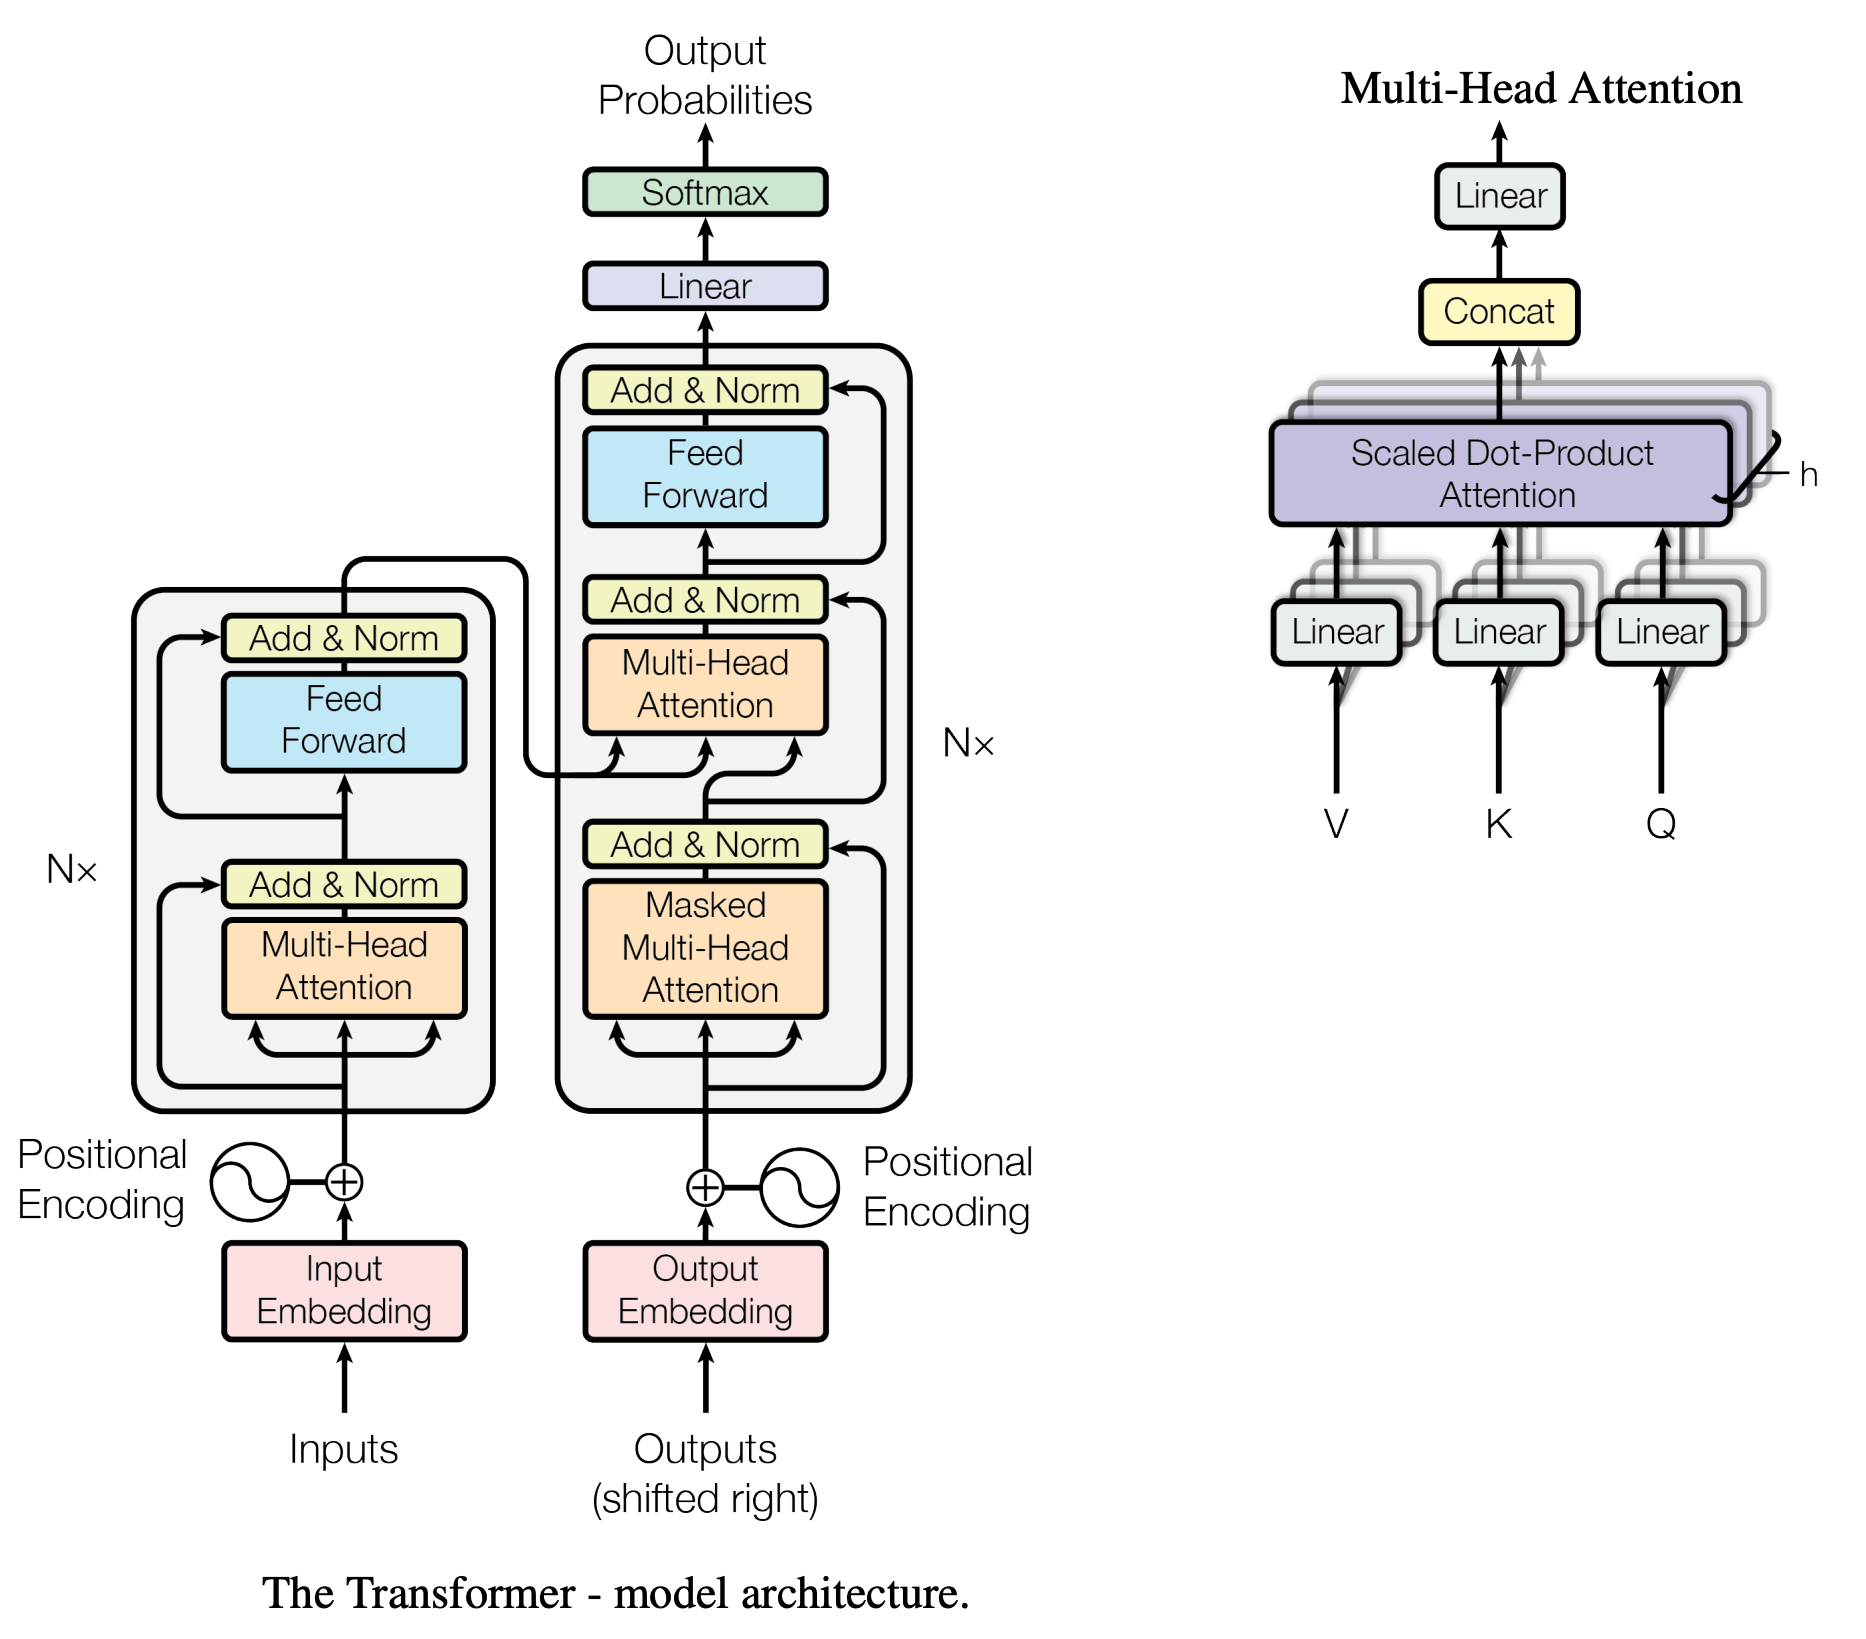 Output
Probabilities
Softmax
Linear
Add & Norm
Feed
Forward
Add & Norm
Multi-Head
Attention
Add & Norm
Masked
Multi-Head
Attention
N×
Add & Norm
Feed
Forward
Add & Norm
Multi-Head
Attention
N×
Positional
Encoding
Positional
Encoding
Input
Embedding
Output
Embedding
Inputs
Outputs
(shifted right)
The Transformer - model architecture.
Multi-Head Attention
Linear
Concat
Scaled Dot-Product
Attention
h
Linear
Linear
Linear
V
K
Q